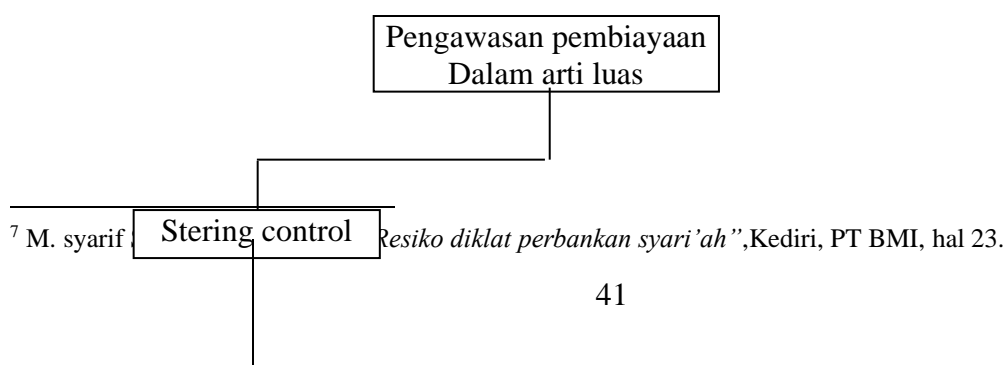 Pengawasan pembiayaan
Dalam arti luas
Stering control
⁷ M. syarif Resiko diklat perbankan syari’ah”,Kediri, PT BMI, hal 23.
41